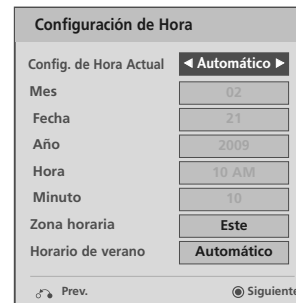 Configuración de Hora
Config. de Hora Actual ◀ Automático ▶
Mes 02
Fecha 21
Año 2009
Hora 10 AM
Minuto 10
Zona horaria Este
Horario de verano Automático
Prev. Siguiente